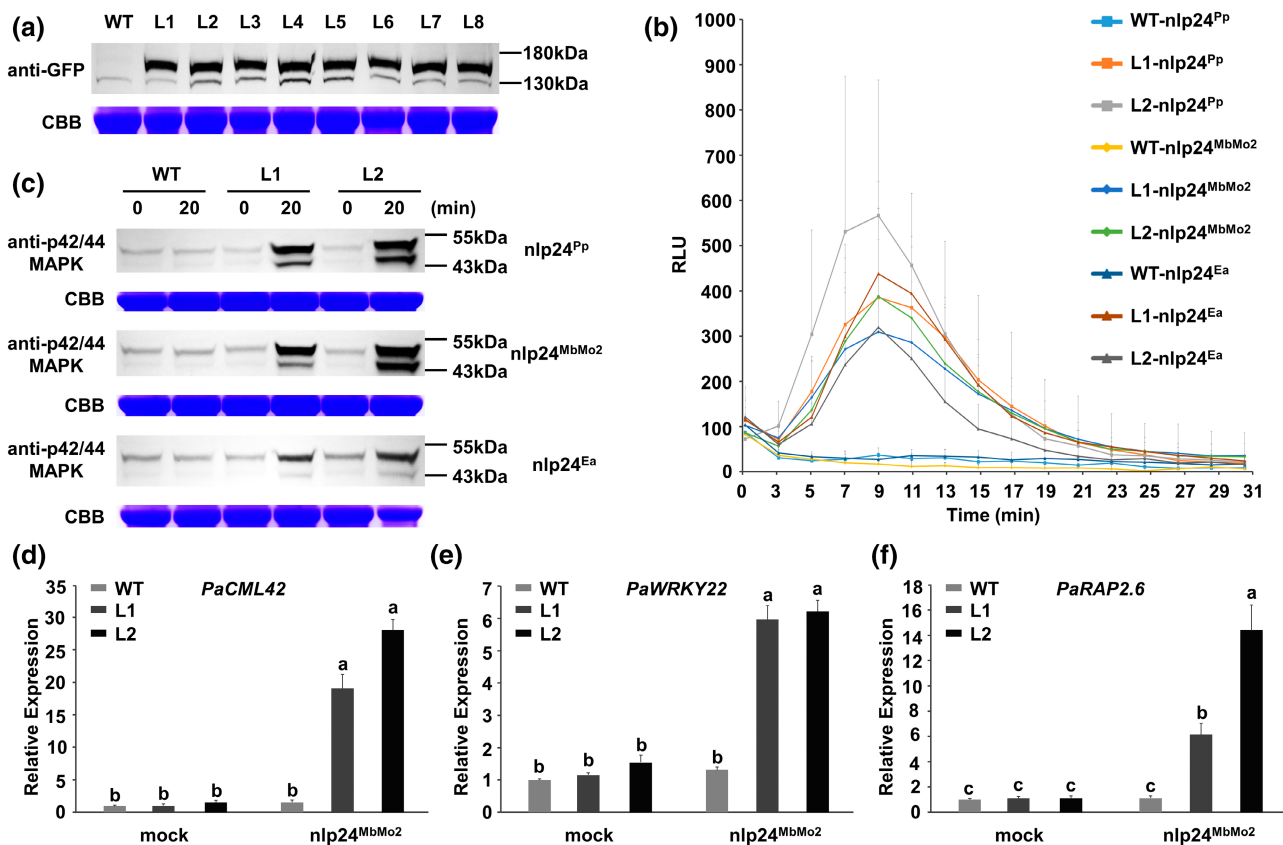 (a)
WT L1 L2 L3 L4 L5 L6 L7 L8
anti-GFP
180kDa
130kDa
CBB
(b)
1000
900
800
700
600
500
400
300
200
100
0
RLU
0 3 5 7 9 11 13 15 17 19 21 23 25 27 29 31
Time (min)
WT-nlp24Pp
L1-nlp24Pp
L2-nlp24Pp
WT-nlp24MbMo2
L1-nlp24MbMo2
L2-nlp24MbMo2
WT-nlp24Ea
L1-nlp24Ea
L2-nlp24Ea
(c)
WT L1 L2
0 20 0 20 0 20 (min)
anti-p42/44
MAPK
55kDa
43kDa
nlp24Pp
CBB
anti-p42/44
MAPK
55kDa
43kDa
nlp24MbMo2
CBB
anti-p42/44
MAPK
55kDa
43kDa
nlp24Ea
CBB
(d)
35
30
25
20
15
10
5
0
Relative Expression
WT
L1
L2
PaCML42
b b b b a a
mock nlp24MbMo2
(e)
7
6
5
4
3
2
1
0
Relative Expression
WT
L1
L2
PaWRKY22
b b b b a a
mock nlp24MbMo2
(f)
18
16
14
12
10
8
6
4
2
0
Relative Expression
WT
L1
L2
PaRAP2.6
c c c c b a
mock nlp24MbMo2